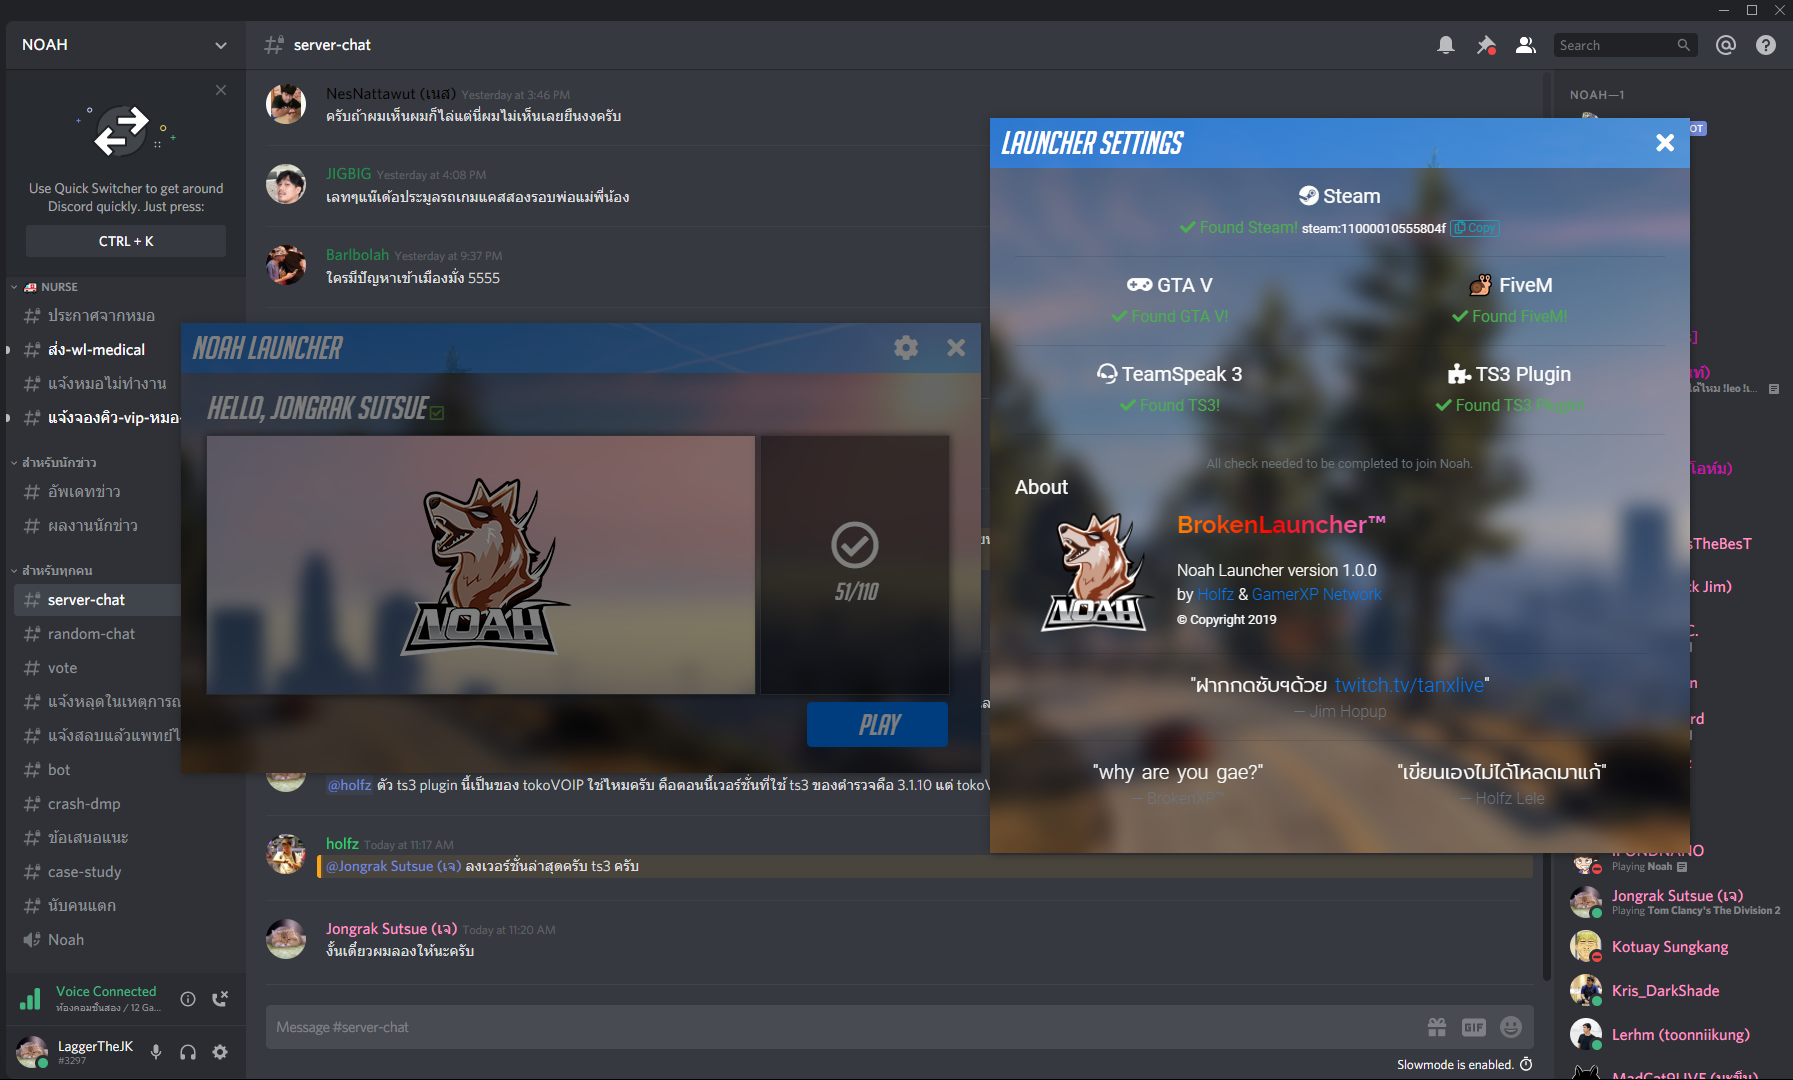 NOAH
Use Quick Switcher to get around
Discord quickly. Just press:
CTRL + K
NURSE
ประกาศจากหมอ
ส่ง-wl-medical
แจ้งหมอไม่ทำงาน
แจ้งจองคิว-vip-หมอ
สำหรับนักข่าว
อัพเดทข่าว
ผลงานนักข่าว
สำหรับทุกคน
server-chat
random-chat
vote
แจ้งหลุดในเหตุการณ
แจ้งสลบแล้วแพทย์ไ
bot
crash-dmp
ข้อเสนอแนะ
case-study
นับคนแตก
Noah
Voice Connected
ห้องคอมชั้นสอง / 12 Ga...
LaggerTheJK
#3297
server-chat
Search
NesNattawut (เนส) Yesterday at 3:46 PM
ครับถ้าผมเห็นผมก็ไล่แต่นี่ผมไม่เห็นเลยยืนงงครับ
JIGBIG Yesterday at 4:08 PM
เลทๆแน๊เด้อประมูลรถเกมแคสสองรอบพ่อแม่พี่น้อง
Barlbolah Yesterday at 9:37 PM
ใครมีปัญหาเข้าเมืองมั่ง 5555
NOAH LAUNCHER
HELLO, JONGRAK SUTSUE
NOAH
51/110
PLAY
@holfz ตัว ts3 plugin นี้เป็นของ tokoVOIP ใช่ไหมครับ คือตอนนี้เวอร์ชั่นที่ใช้ ts3 ของตำรวจคือ 3.1.10 แต่ tokoV
holfz Today at 11:17 AM
@Jongrak Sutsue (เจ) ลงเวอร์ชั่นล่าสุดครับ ts3 ครับ
Jongrak Sutsue (เจ) Today at 11:20 AM
งั้นเดี๋ยวผมลองให้นะครับ
Message #server-chat
GIF
Slowmode is enabled.
LAUNCHER SETTINGS
Steam
Found Steam! steam:11000010555804f Copy
GTA V
FiveM
Found GTA V!
Found FiveM!
TeamSpeak 3
TS3 Plugin
Found TS3!
Found TS3 Plugin!
All check needed to be completed to join Noah.
About
BrokenLauncher™
Noah Launcher version 1.0.0
by Holfz & GamerXP Network
© Copyright 2019
NOAH
"ฝากกดซับฯด้วย twitch.tv/tanxlive"
— Jim Hopup
"why are you gae?"
— BrokenXP™
"เขียนเองไม่ได้โหลดมาแก้"
— Holfz Lele
NOAH—1
OT
ได้ไหม !leo !เ...
โอห์ม)
sTheBesT
ck Jim)
rd
Playing Noah
Jongrak Sutsue (เจ)
Playing Tom Clancy's The Division 2
Kotuay Sungkang
Kris_DarkShade
Lerhm (toonniikung)